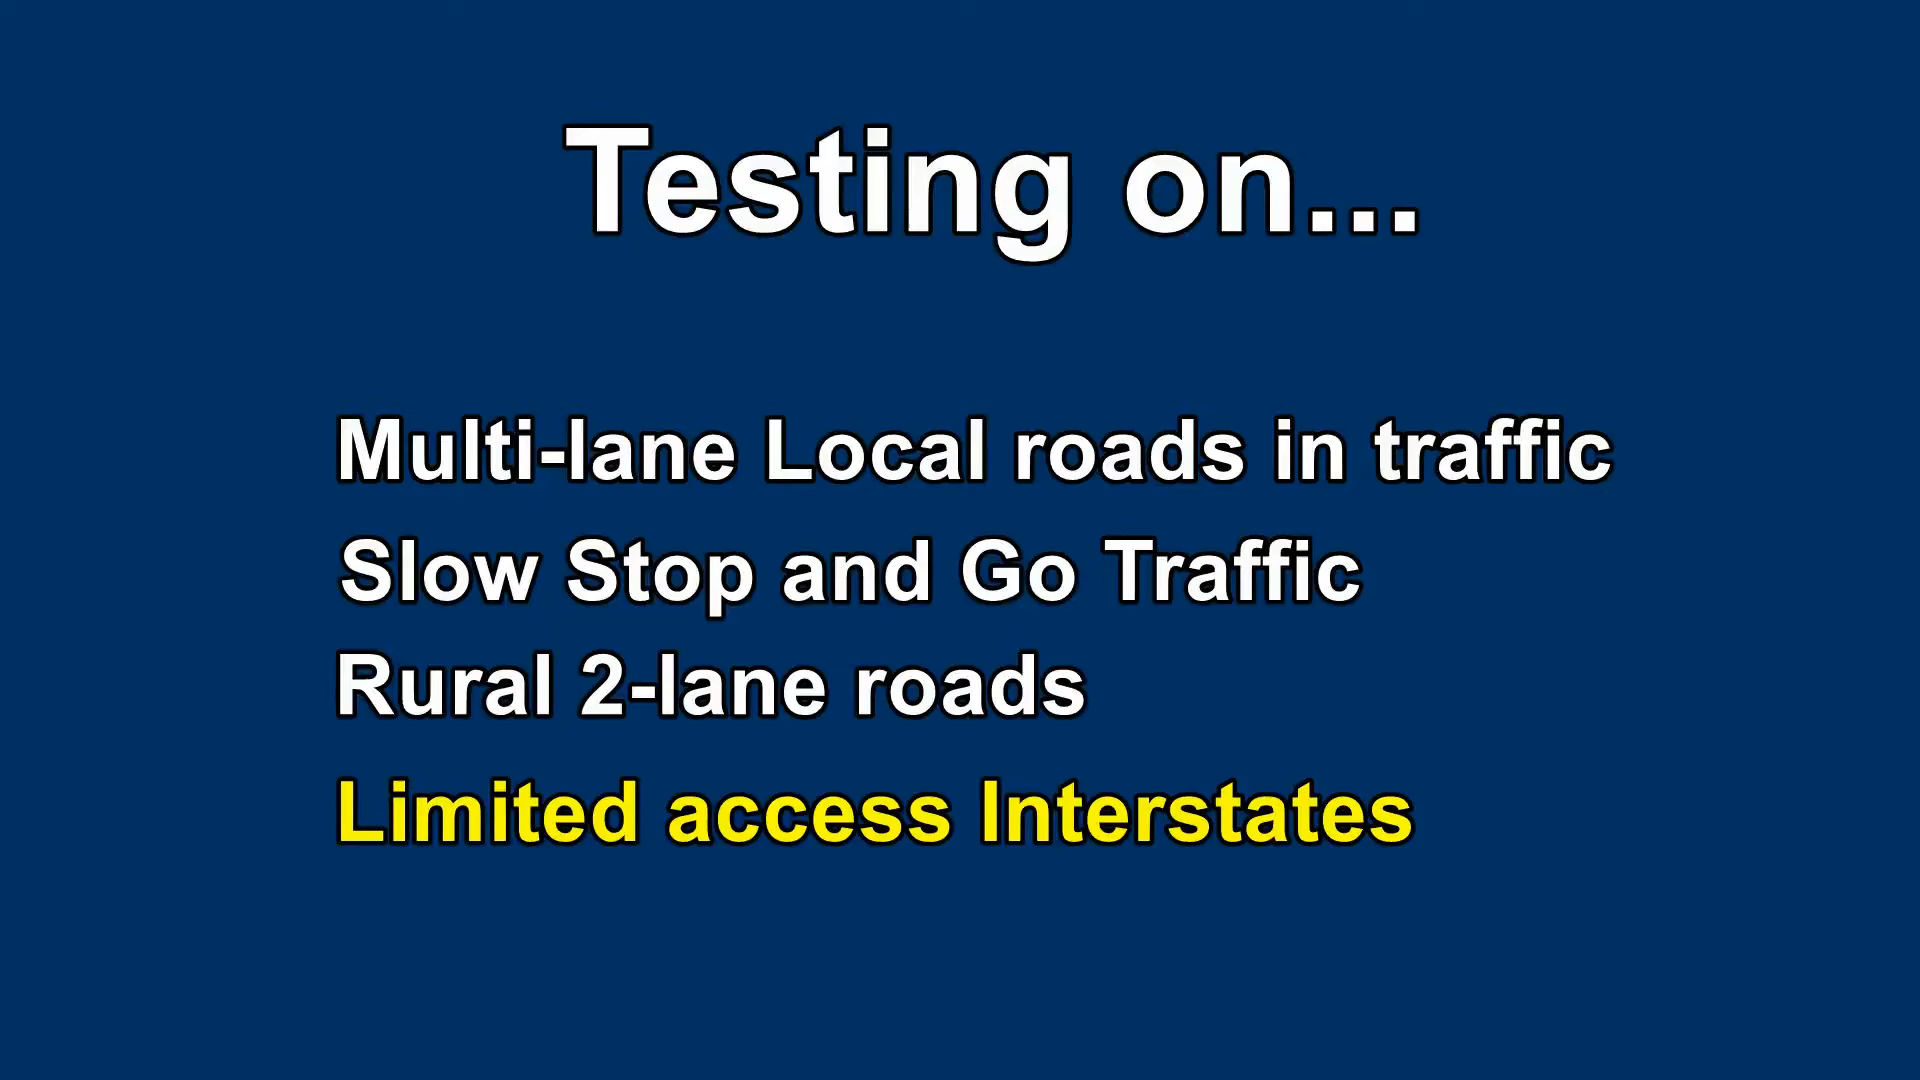 Testing on...
Multi-lane Local roads in traffic
Slow Stop and Go Traffic
Rural 2-lane roads
Limited access Interstates